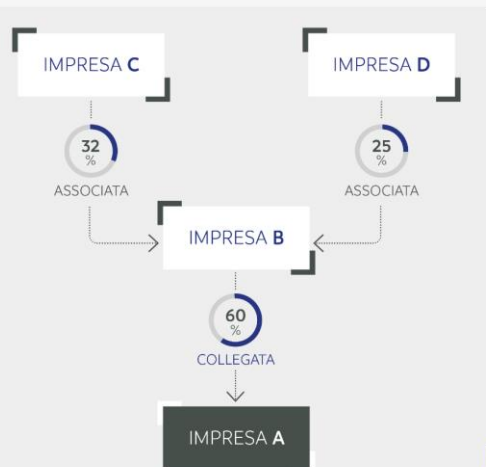 IMPRESA C
IMPRESA D
32
%
25
%
ASSOCIATA
ASSOCIATA
IMPRESA B
60
%
COLLEGATA
IMPRESA A